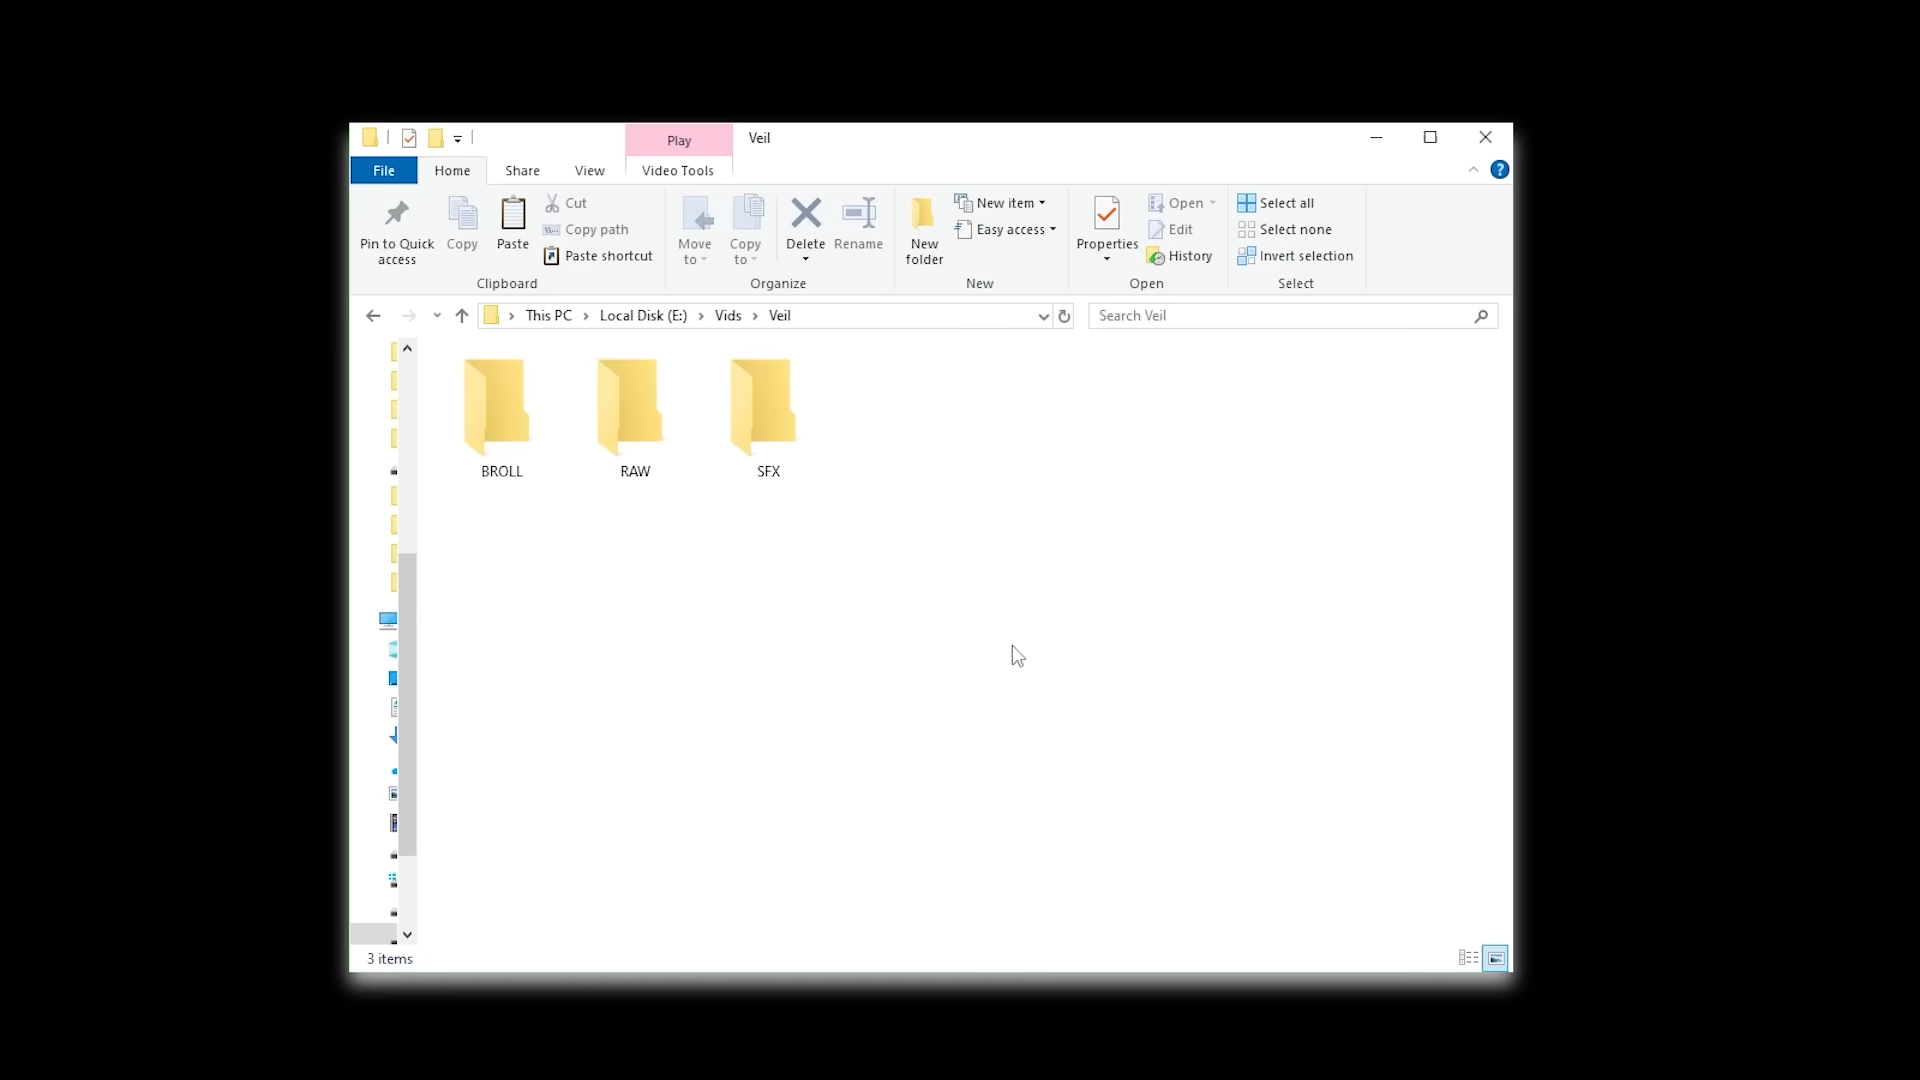 Play
Veil
File
Home
Share
View
Video Tools
Pin to Quick
access
Copy
Paste
Cut
Copy path
Paste shortcut
Clipboard
Move
to
Copy
to
Delete
Rename
Organize
New
folder
New item
Easy access
New
Properties
Open
Edit
History
Open
Select all
Select none
Invert selection
Select
This PC
Local Disk (E:)
Vids
Veil
Search Veil
BROLL
RAW
SFX
3 items